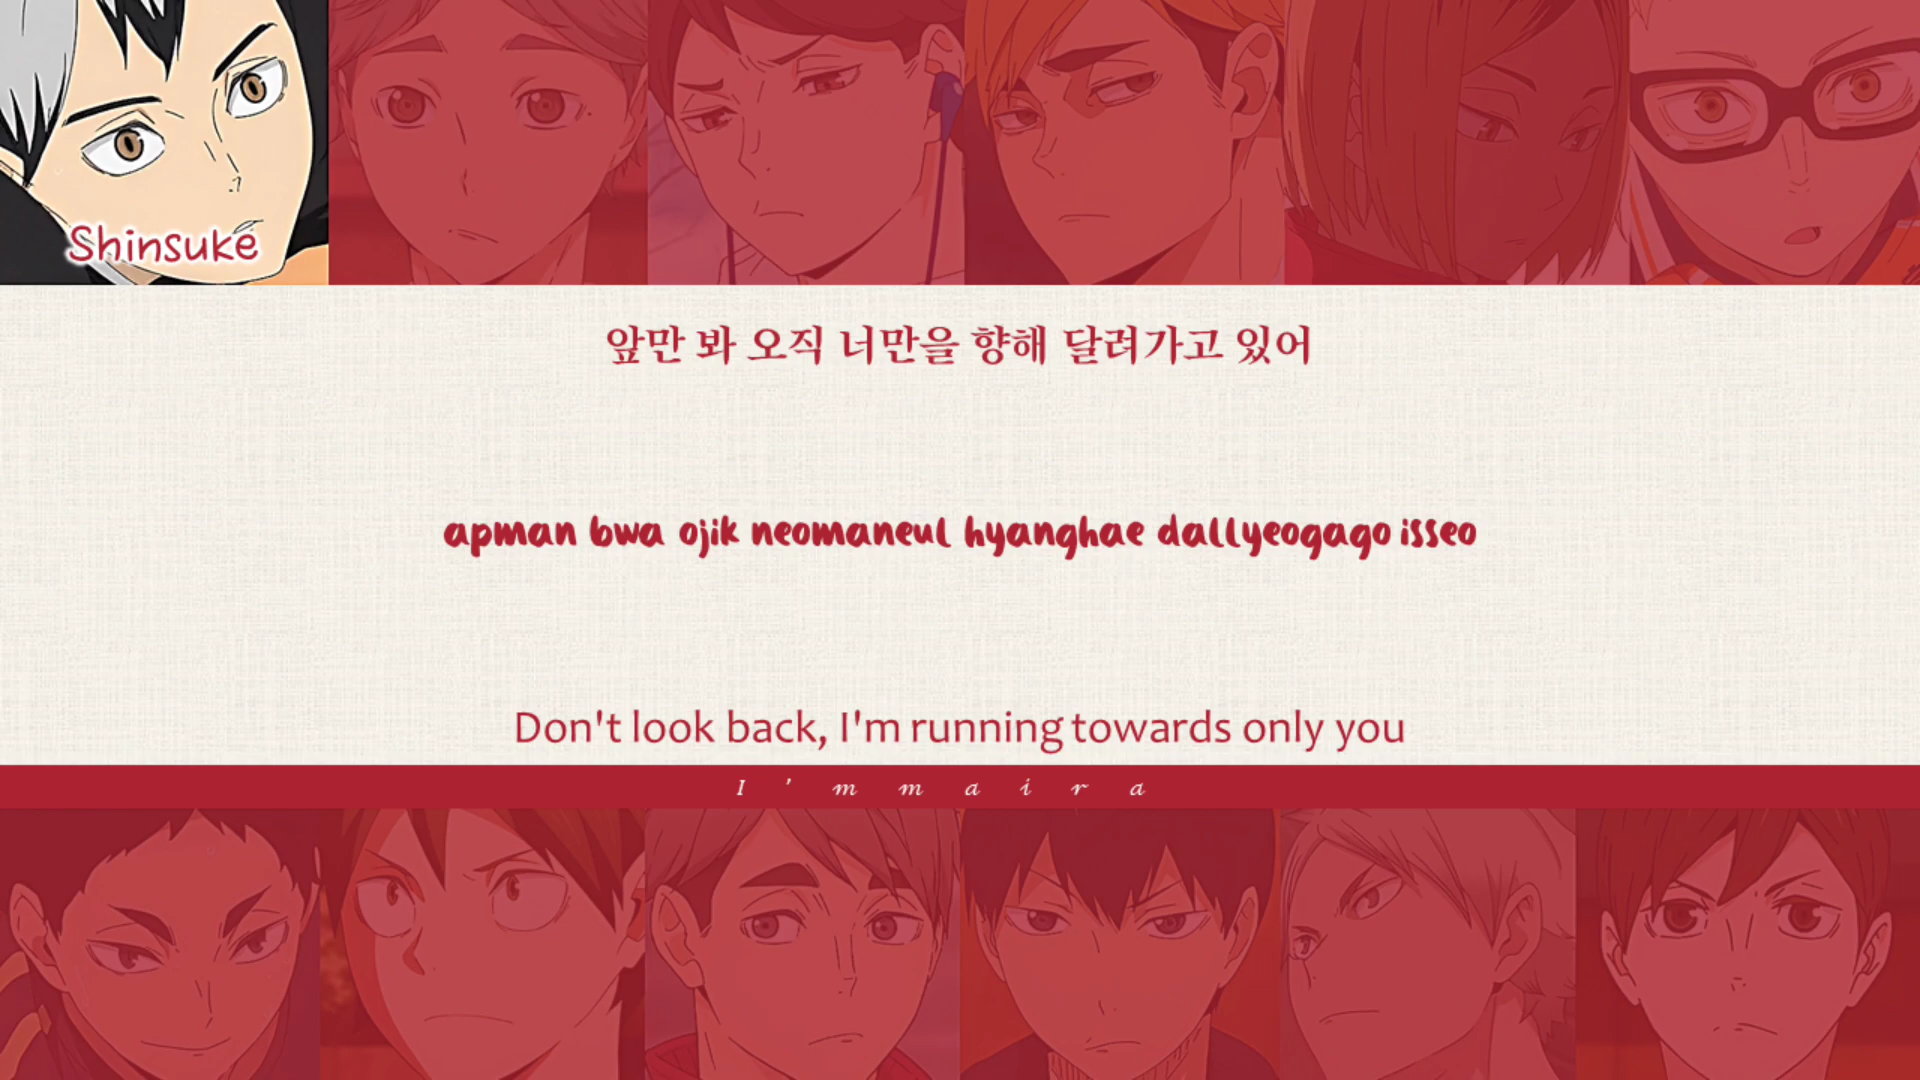 Shinsuke
앞만 봐 오직 너만을 향해 달려가고 있어
apman bwa ojik neomaneul hyanghae dallyeogago isseo
Don't look back, I'm running towards only you
I'mmaira